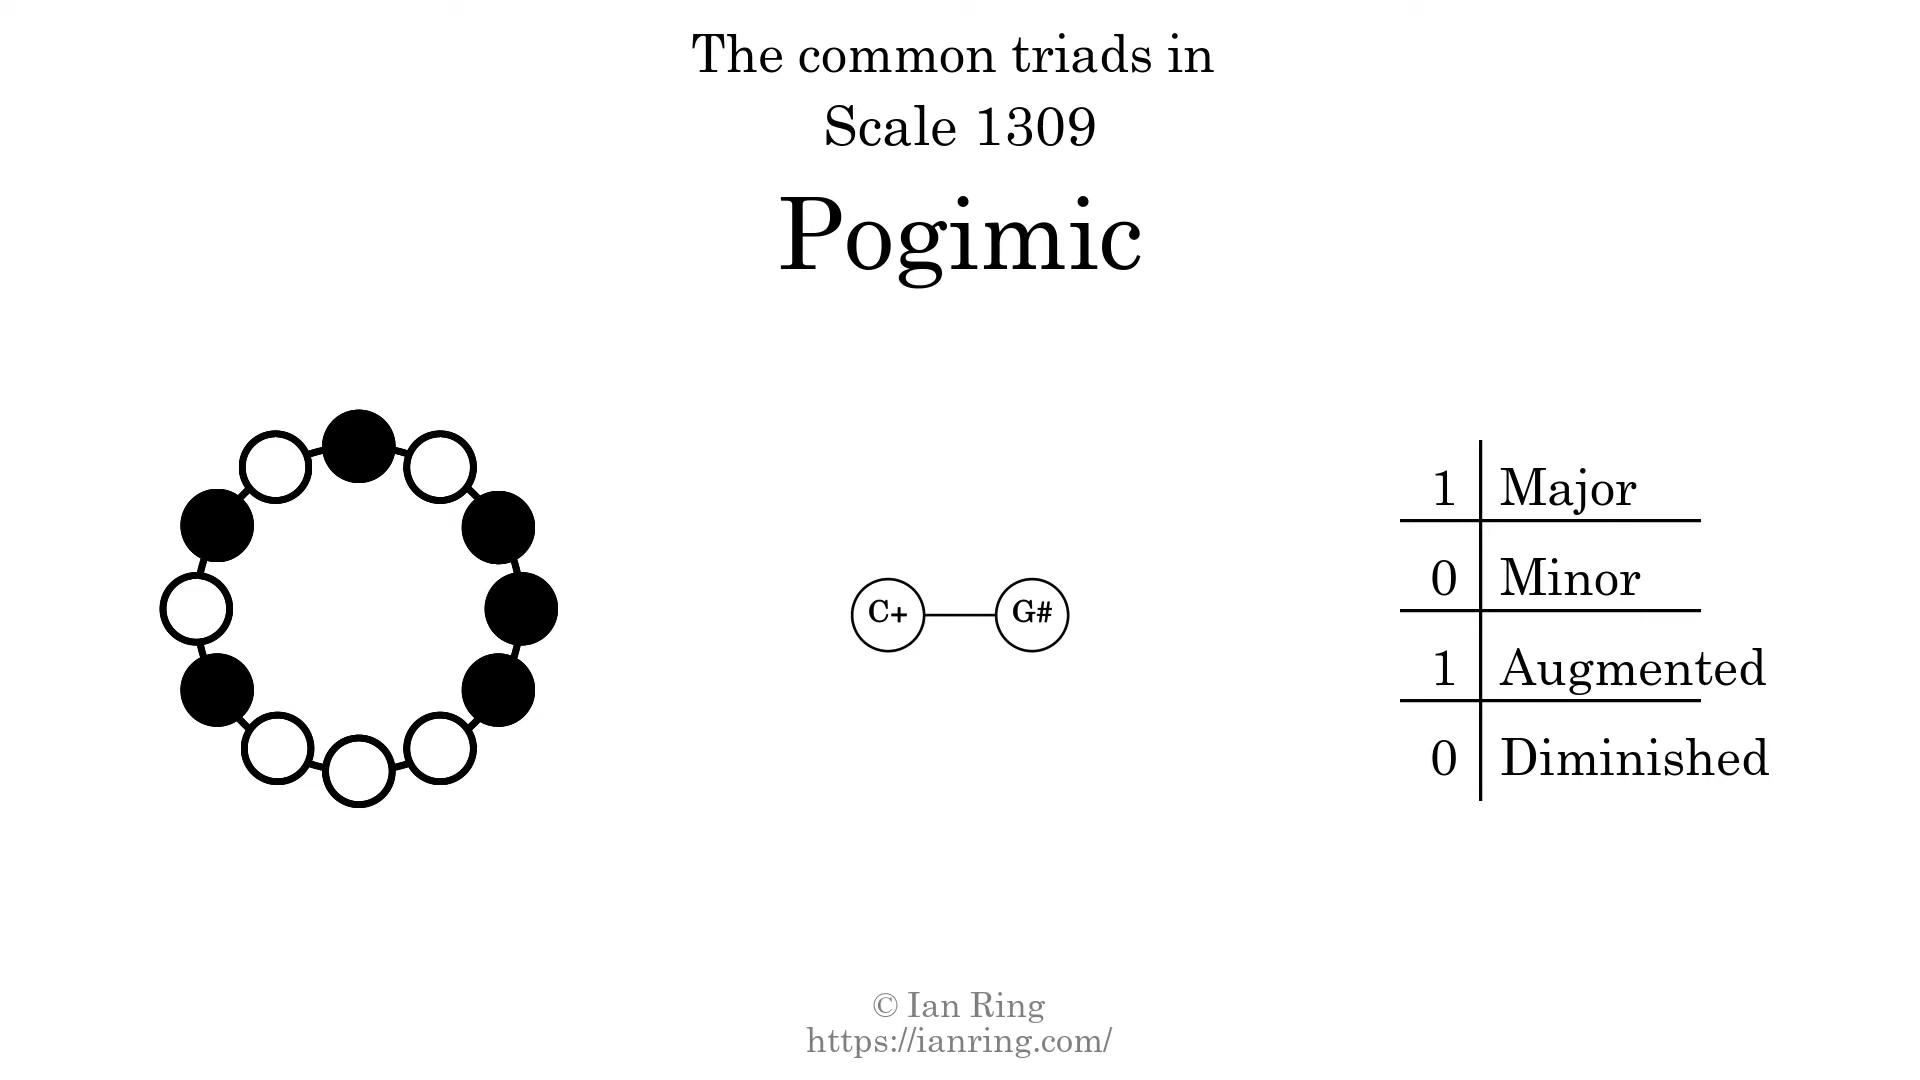 The common triads in
Scale 1309
Pogimic
C+
G#
1 Major
0 Minor
1 Augmented
0 Diminished
© Ian Ring
https://ianring.com/